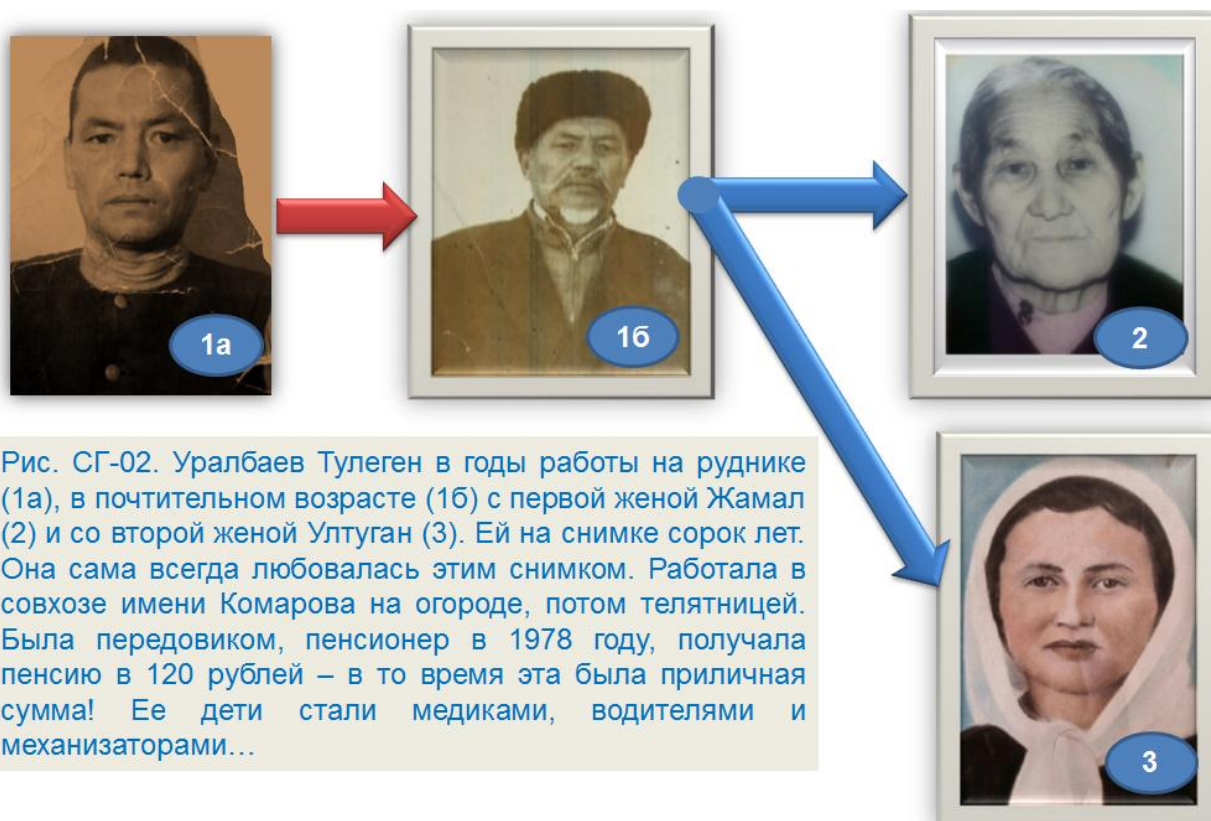 1а
1б
2
Рис. СГ-02. Уралбаев Тулеген в годы работы на руднике
(1а), в почтительном возрасте (1б) с первой женой Жамал
(2) и со второй женой Ултуган (3). Ей на снимке сорок лет.
Она сама всегда любовалась этим снимком. Работала в
совхозе имени Комарова на огороде, потом телятницей.
Была передовиком, пенсионер в 1978 году, получала
пенсию в 120 рублей – в то время эта была приличная
сумма! Ее дети стали медиками, водителями и
механизаторами…
3